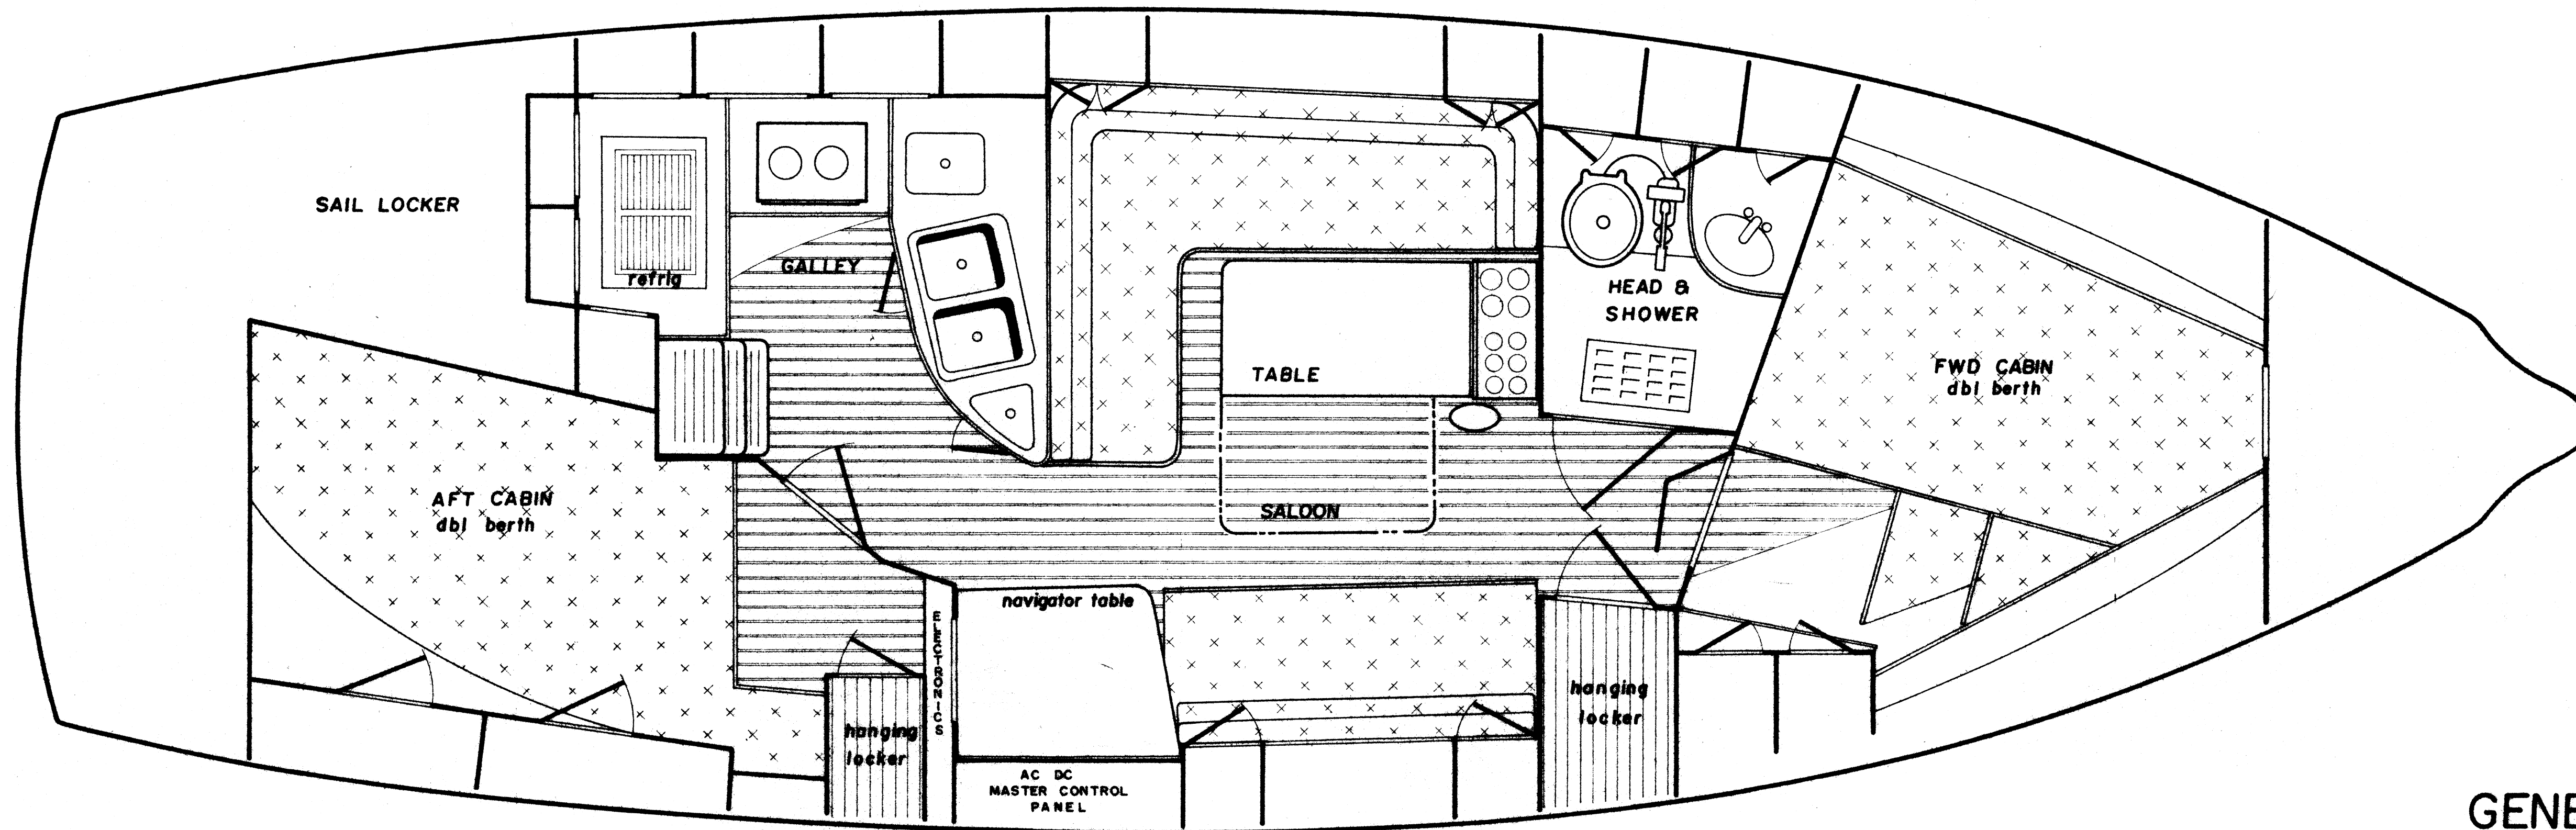 SAIL LOCKER
refrig
GALLEY
TABLE
SALOON
HEAD &
SHOWER
FWD CABIN
dbl berth
AFT CABIN
dbl berth
navigator table
ELECTRONICS
hanging
locker
AC DC
MASTER CONTROL
PANEL
hanging
locker
GENE